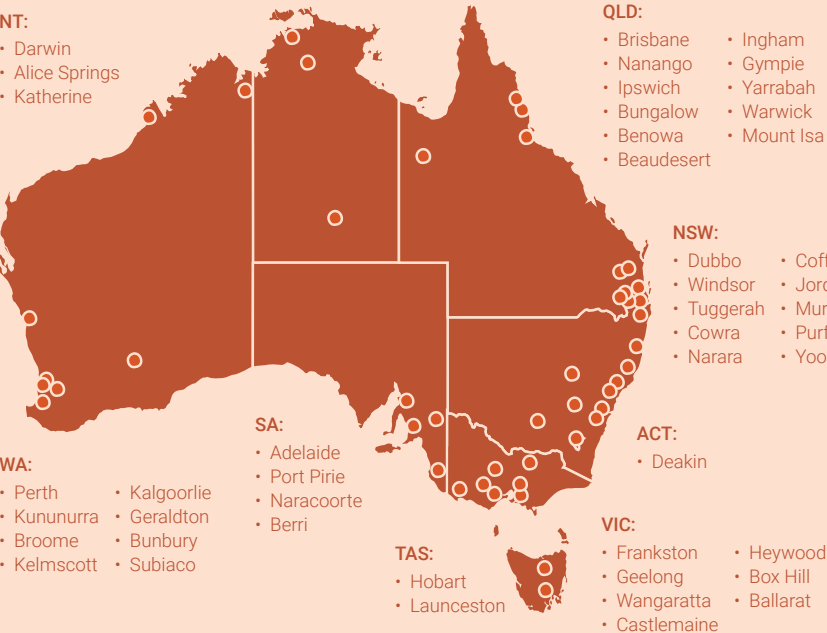 NT:
• Darwin
• Alice Springs
• Katherine
QLD:
• Brisbane
• Nanango
• Ipswich
• Bungalow
• Benowa
• Beaudesert
• Ingham
• Gympie
• Yarrabah
• Warwick
• Mount Isa
NSW:
• Dubbo
• Windsor
• Tuggerah
• Cowra
• Narara
ACT:
• Deakin
SA:
• Adelaide
• Port Pirie
• Naracoorte
• Berri
WA:
• Perth
• Kununurra
• Broome
• Kelmscott
• Kalgoorlie
• Geraldton
• Bunbury
• Subiaco
TAS:
• Hobart
• Launceston
VIC:
• Frankston
• Geelong
• Wangaratta
• Castlemaine
• Heywood
• Box Hill
• Ballarat